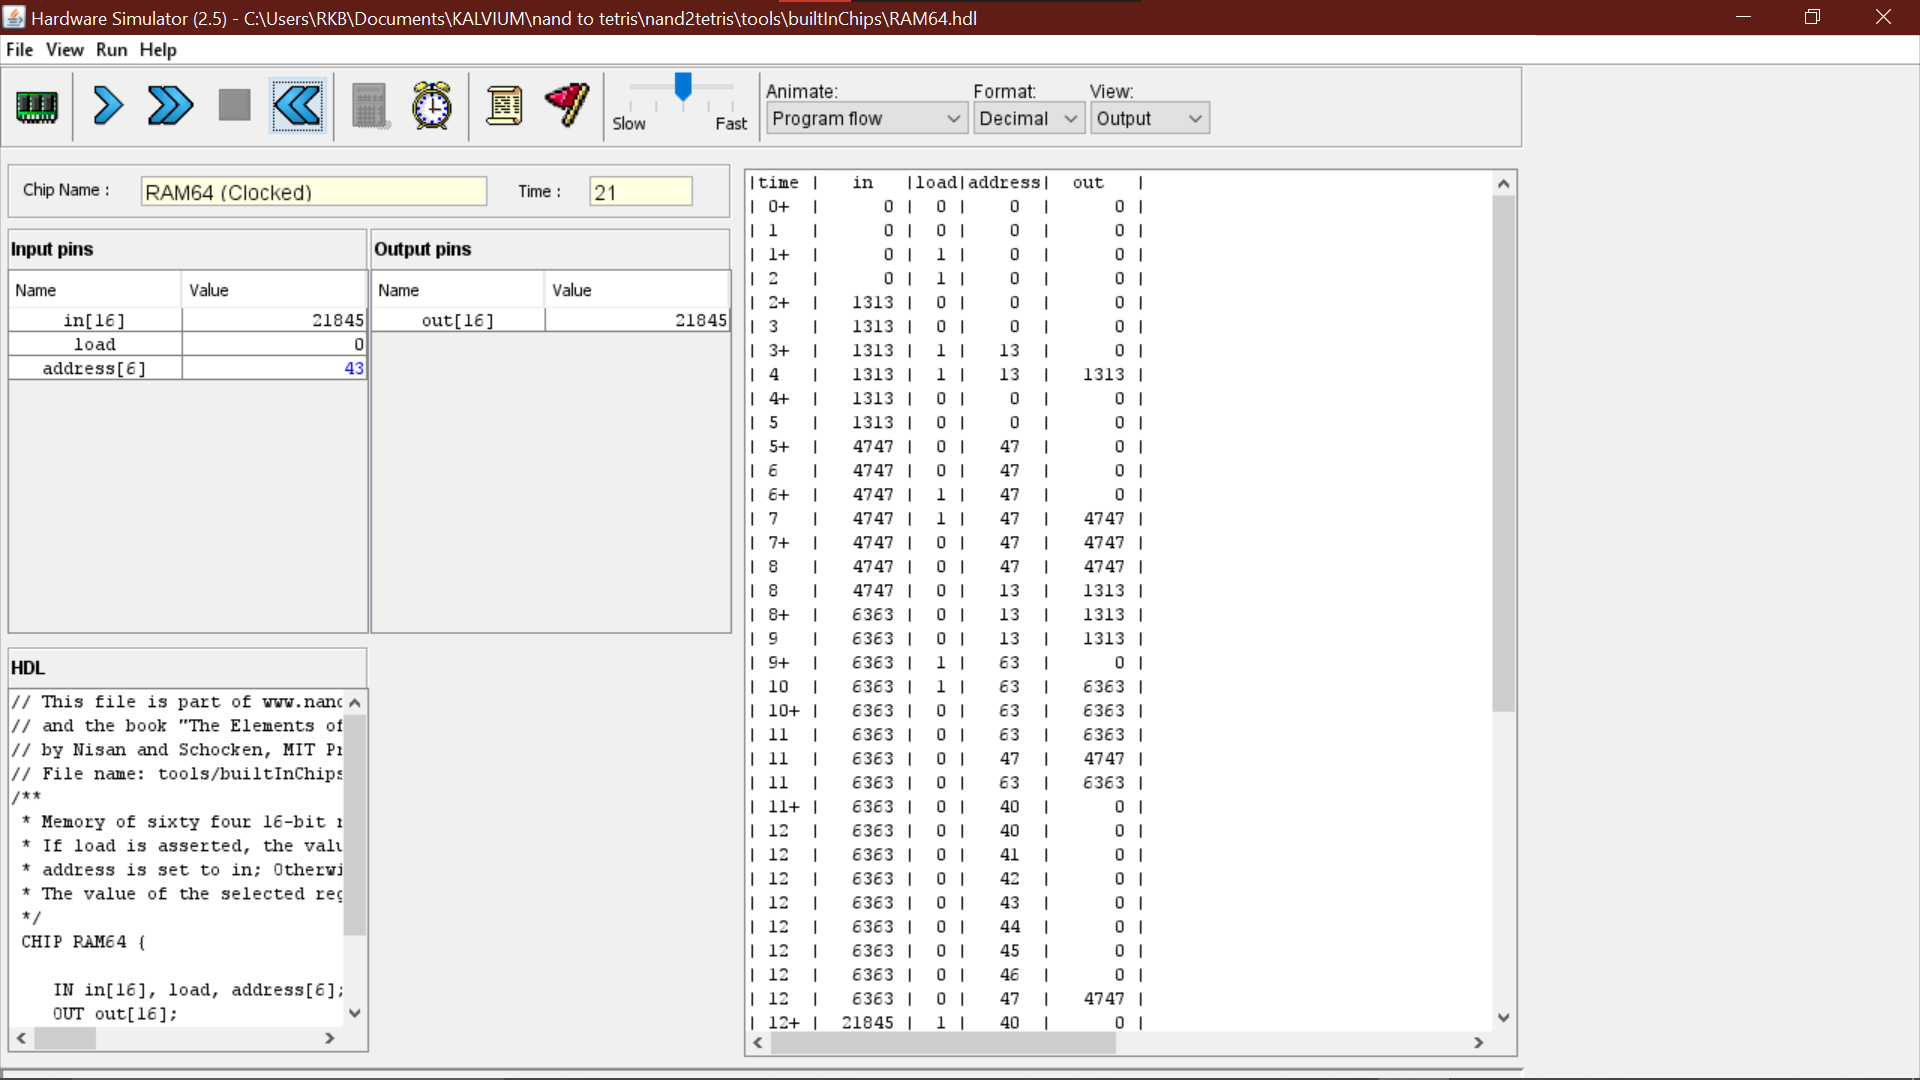 Hardware Simulator (2.5) - C:\Users\RKB\Documents\KALVIUM\nand to tetris\nand2tetris\tools\builtInChips\RAM64.hdl
File View Run Help
Slow Fast
Animate: Format: View:
Program flow Decimal Output
Chip Name : RAM64 (Clocked) Time : 21
Input pins Output pins
Name Value Name Value
in[16] 21845 out[16] 21845
load 0
address[6] 43
HDL
// This file is part of www.nand
// and the book "The Elements of
// by Nisan and Schocken, MIT Pr
// File name: tools/builtInChips
/**
* Memory of sixty four 16-bit r
* If load is asserted, the valu
* address is set to in; Otherwi
* The value of the selected reg
*/
CHIP RAM64 {
IN in[16], load, address[6];
OUT out[16];
|time | in |load|address| out |
| 0+ | 0 | 0 | 0 | 0 |
| 1 | 0 | 0 | 0 | 0 |
| 1+ | 0 | 1 | 0 | 0 |
| 2 | 0 | 1 | 0 | 0 |
| 2+ | 1313 | 0 | 0 | 0 |
| 3 | 1313 | 0 | 0 | 0 |
| 3+ | 1313 | 1 | 13 | 0 |
| 4 | 1313 | 1 | 13 | 1313 |
| 4+ | 1313 | 0 | 0 | 0 |
| 5 | 1313 | 0 | 0 | 0 |
| 5+ | 4747 | 0 | 47 | 0 |
| 6 | 4747 | 0 | 47 | 0 |
| 6+ | 4747 | 1 | 47 | 0 |
| 7 | 4747 | 1 | 47 | 4747 |
| 7+ | 4747 | 0 | 47 | 4747 |
| 8 | 4747 | 0 | 47 | 4747 |
| 8 | 4747 | 0 | 13 | 1313 |
| 8+ | 6363 | 0 | 13 | 1313 |
| 9 | 6363 | 0 | 13 | 1313 |
| 9+ | 6363 | 1 | 63 | 0 |
| 10 | 6363 | 1 | 63 | 6363 |
| 10+ | 6363 | 0 | 63 | 6363 |
| 11 | 6363 | 0 | 63 | 6363 |
| 11 | 6363 | 0 | 47 | 4747 |
| 11 | 6363 | 0 | 63 | 6363 |
| 11+ | 6363 | 0 | 40 | 0 |
| 12 | 6363 | 0 | 40 | 0 |
| 12 | 6363 | 0 | 41 | 0 |
| 12 | 6363 | 0 | 42 | 0 |
| 12 | 6363 | 0 | 43 | 0 |
| 12 | 6363 | 0 | 44 | 0 |
| 12 | 6363 | 0 | 45 | 0 |
| 12 | 6363 | 0 | 46 | 0 |
| 12 | 6363 | 0 | 47 | 4747 |
| 12+ | 21845 | 1 | 40 | 0 |